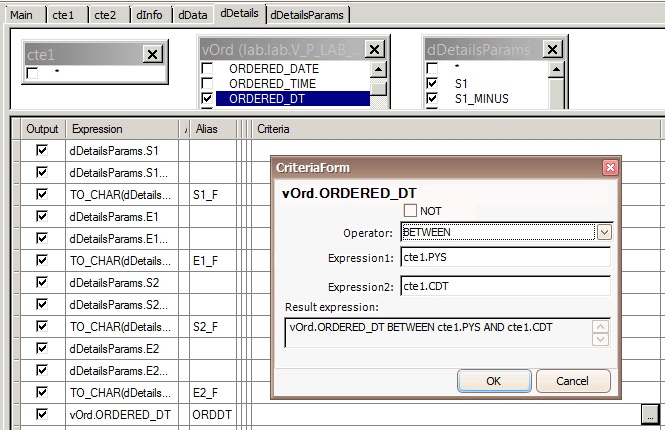 Main cte1 cte2 dInfo dData dDetails dDetailsParams
cte1
*
vOrd (lab.lab.V_P_LAB_
ORDERED_DATE
ORDERED_TIME
ORDERED_DT
dDetailsParams
*
S1
S1_MINUS
Output Expression Alias Criteria
dDetailsParams.S1
dDetailsParams.S1...
TO_CHAR(dDetails... S1_F
dDetailsParams.E1
dDetailsParams.E1...
TO_CHAR(dDetails... E1_F
dDetailsParams.S2
dDetailsParams.S2...
TO_CHAR(dDetails... S2_F
dDetailsParams.E2
dDetailsParams.E2...
TO_CHAR(dDetails... E2_F
vOrd.ORDERED_DT ORDDT ...
CriteriaForm
vOrd.ORDERED_DT
NOT
Operator: BETWEEN
Expression1: cte1.PYS
Expression2: cte1.CDT
Result expression:
vOrd.ORDERED_DT BETWEEN cte1.PYS AND cte1.CDT
OK Cancel